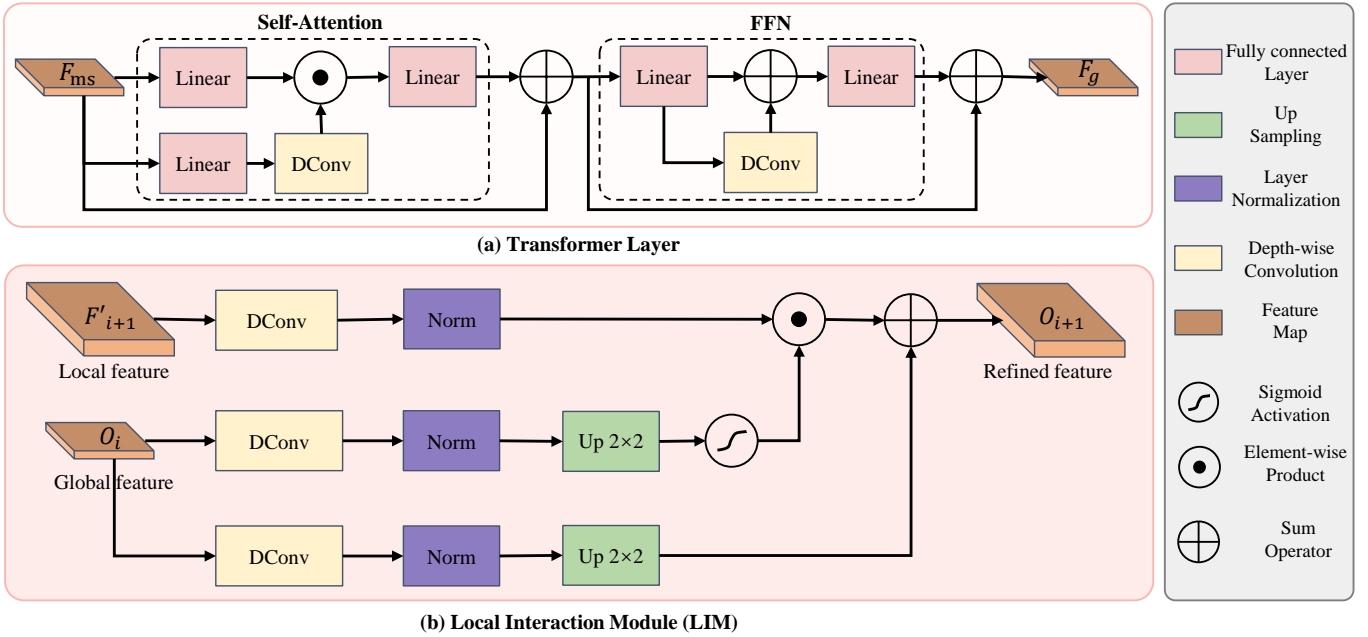 Self-Attention
FFN
F_ms
Linear
Linear
Linear
DConv
Linear
Linear
DConv
F_g
(a) Transformer Layer
F'_{i+1}
Local feature
DConv
Norm
O_{i+1}
Refined feature
O_i
Global feature
DConv
Norm
Up 2×2
DConv
Norm
Up 2×2
(b) Local Interaction Module (LIM)
Fully connected
Layer
Up
Sampling
Layer
Normalization
Depth-wise
Convolution
Feature
Map
Sigmoid
Activation
Element-wise
Product
Sum
Operator